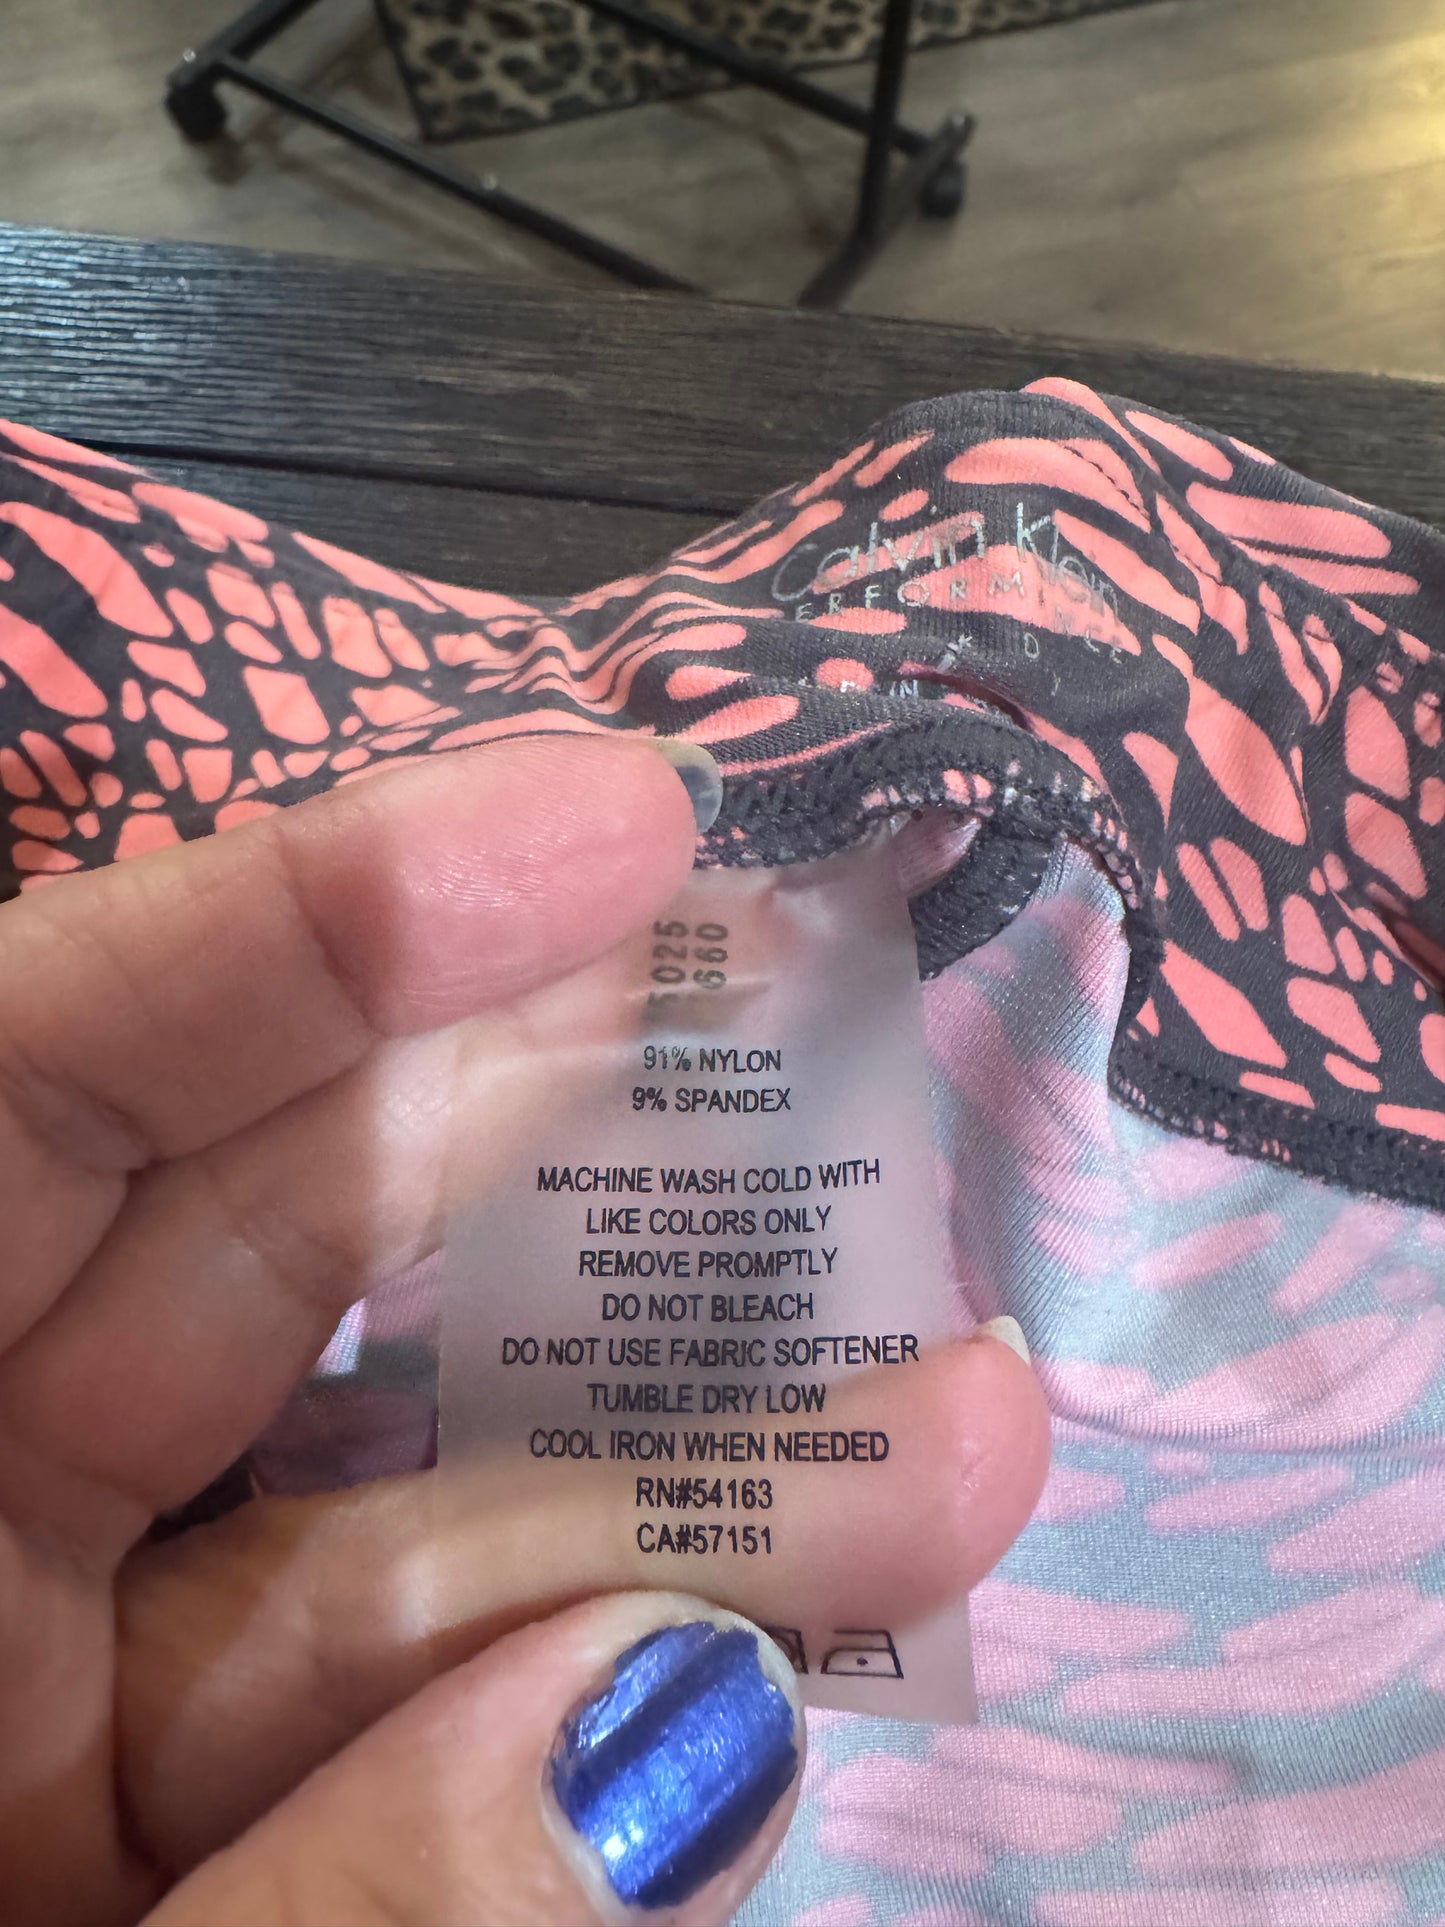 calvin klein
5025
660
91% NYLON
9% SPANDEX
MACHINE WASH COLD WITH
LIKE COLORS ONLY
REMOVE PROMPTLY
DO NOT BLEACH
DO NOT USE FABRIC SOFTENER
TUMBLE DRY LOW
COOL IRON WHEN NEEDED
RN#54163
CA#57151